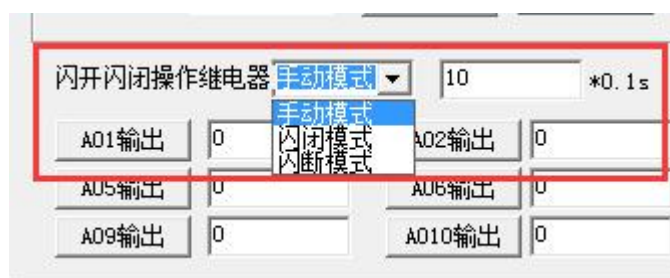 闪开闪闭操作继电器 手动模式 10 *0.1s
手动模式
闪闭模式
闪断模式
A01输出 0 A02输出 0
A05输出 0 A06输出 0
A09输出 0 A010输出 0